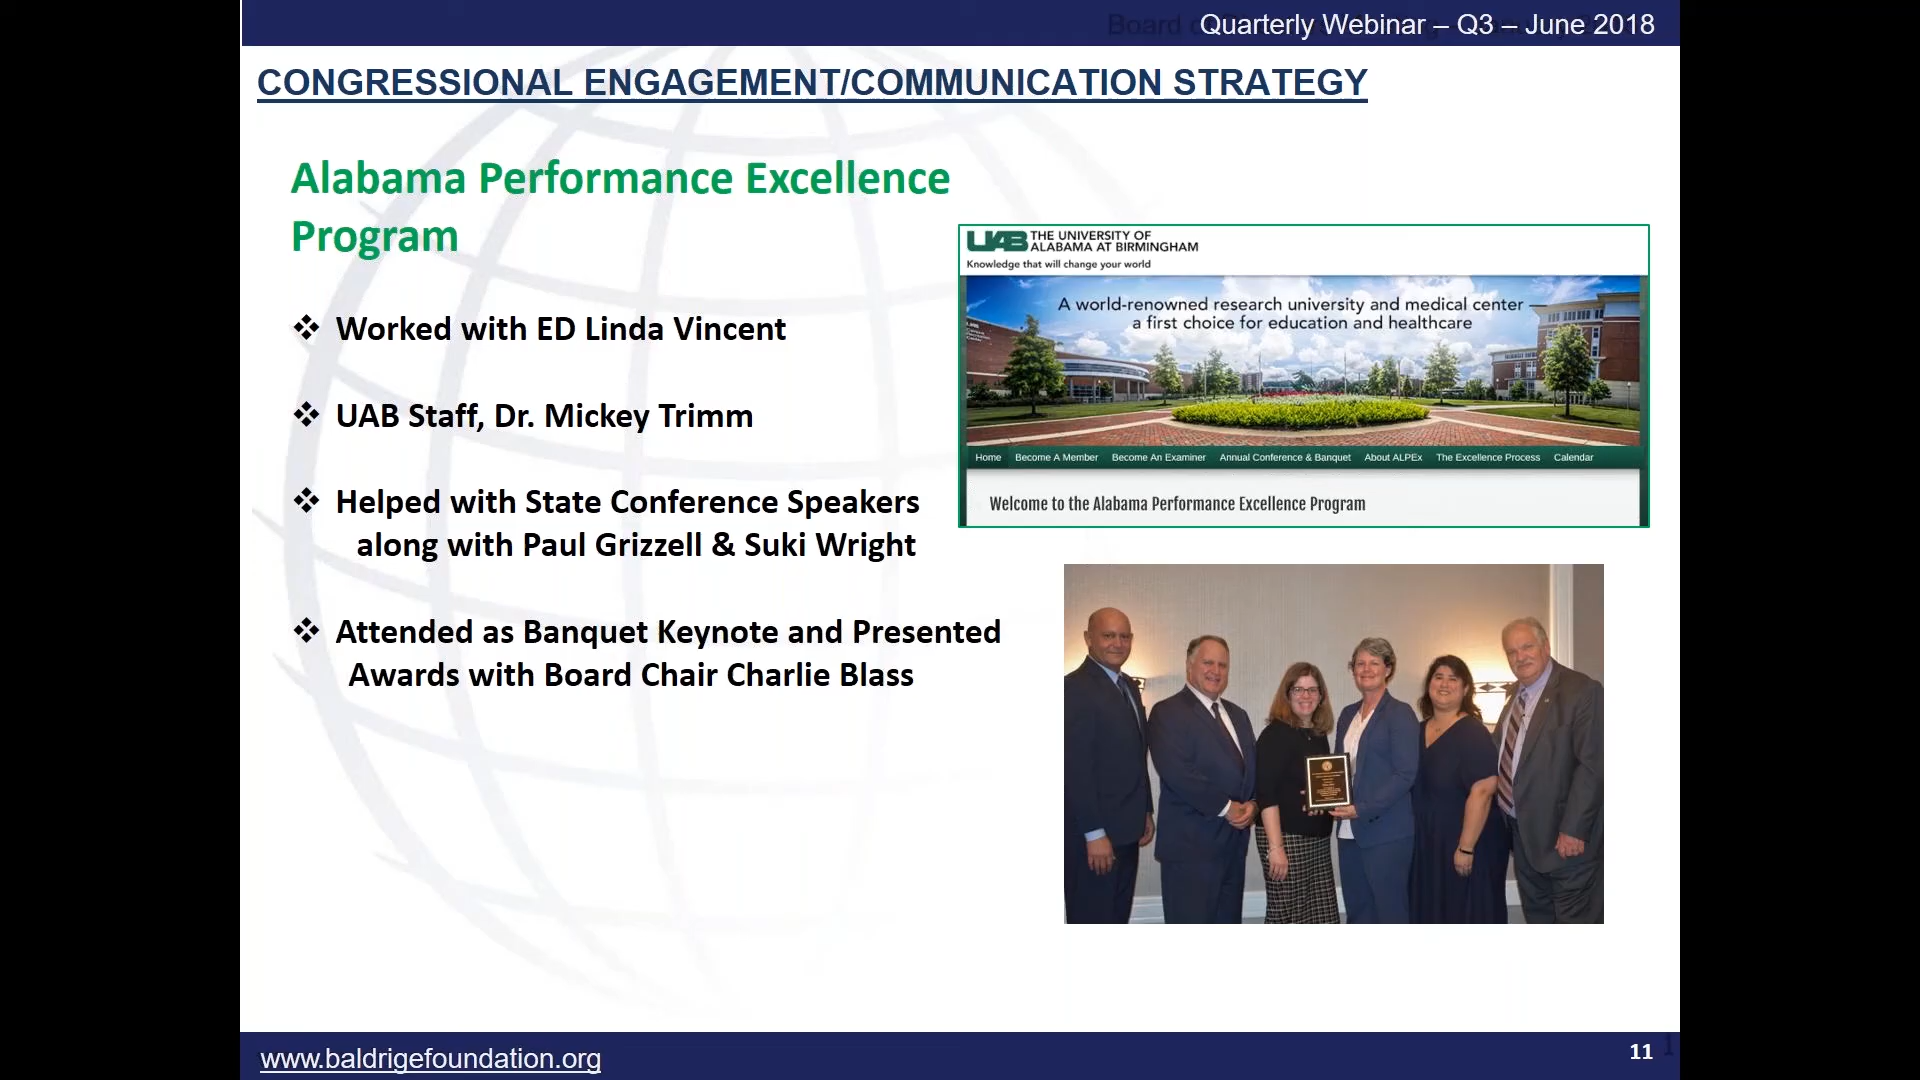 Quarterly Webinar – Q3 – June 2018
CONGRESSIONAL ENGAGEMENT/COMMUNICATION STRATEGY
Alabama Performance Excellence
Program
❖ Worked with ED Linda Vincent
❖ UAB Staff, Dr. Mickey Trimm
❖ Helped with State Conference Speakers
along with Paul Grizzell & Suki Wright
❖ Attended as Banquet Keynote and Presented
Awards with Board Chair Charlie Blass
UAB THE UNIVERSITY OF
ALABAMA AT BIRMINGHAM
Knowledge that will change your world
A world-renowned research university and medical center —
a first choice for education and healthcare
Home Become A Member Become An Examiner Annual Conference & Banquet About ALPEx The Excellence Process Calendar
Welcome to the Alabama Performance Excellence Program
www.baldrigefoundation.org
11